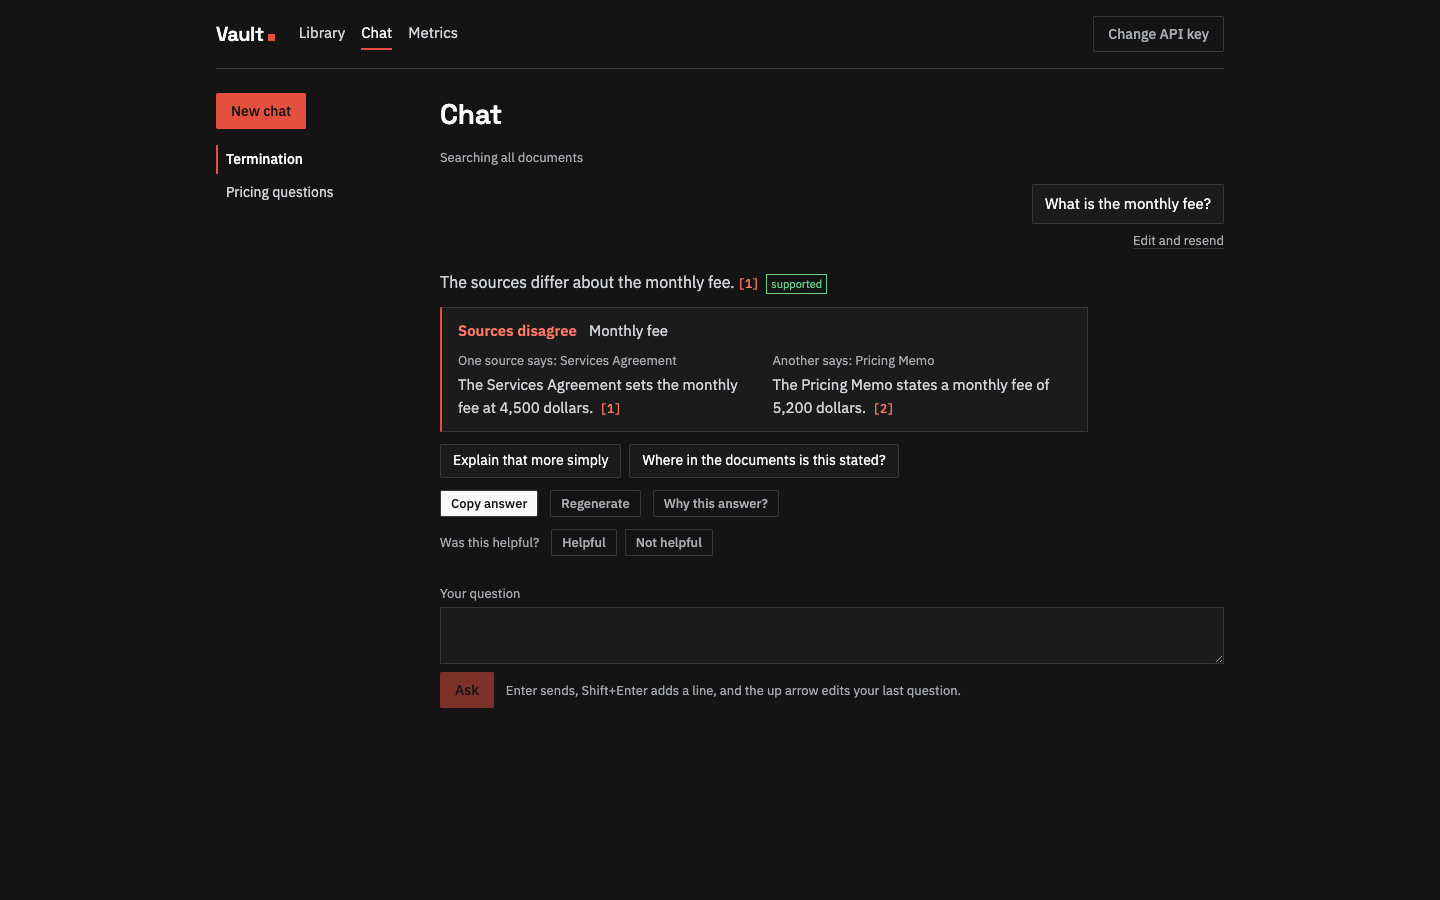 Vault
Library
Chat
Metrics
Change API key
New chat
Termination
Pricing questions
Chat
Searching all documents
What is the monthly fee?
Edit and resend
The sources differ about the monthly fee. [1] supported
Sources disagree Monthly fee
One source says: Services Agreement
The Services Agreement sets the monthly
fee at 4,500 dollars. [1]
Another says: Pricing Memo
The Pricing Memo states a monthly fee of
5,200 dollars. [2]
Explain that more simply
Where in the documents is this stated?
Copy answer
Regenerate
Why this answer?
Was this helpful?
Helpful
Not helpful
Your question
Ask
Enter sends, Shift+Enter adds a line, and the up arrow edits your last question.